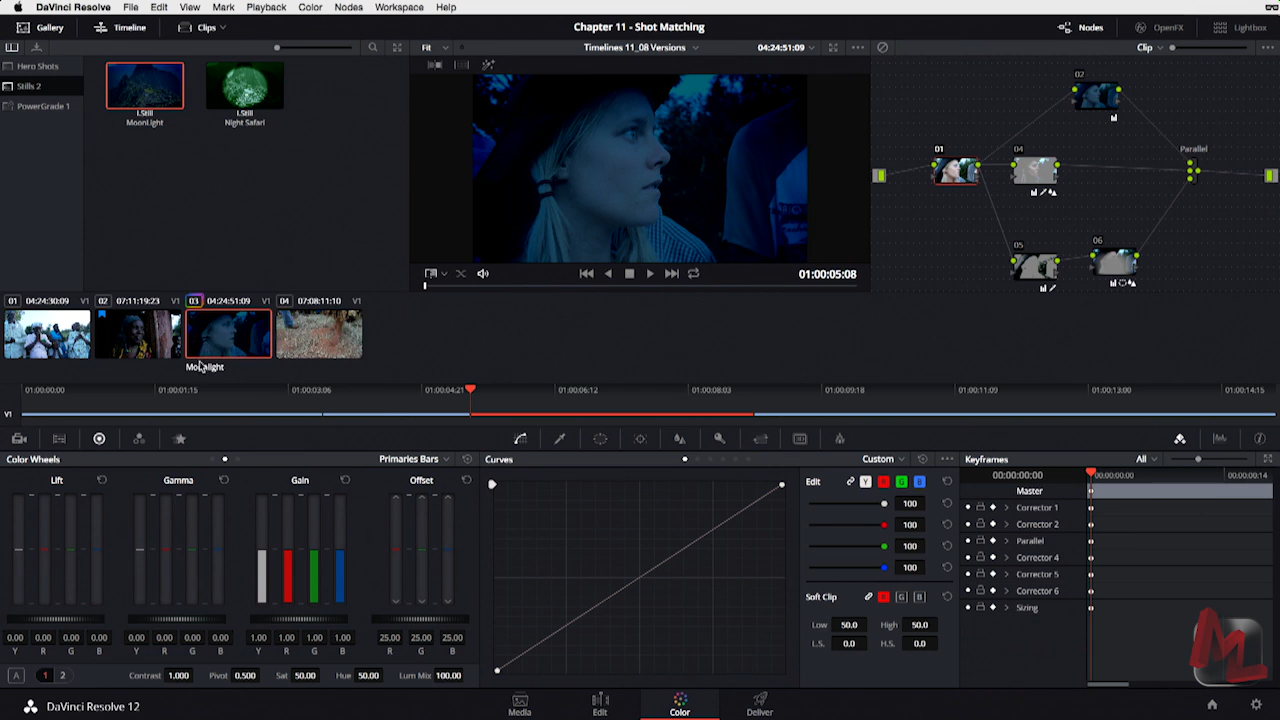 DaVinci Resolve File Edit View Mark Playback Color Nodes Workspace Help
Gallery Timeline Clips Chapter 11 - Shot Matching Nodes OpenFX Lightbox
Fit Timelines 11_08 Versions 04:24:51:09 Clip
Hero Shots
Stills 2
PowerGrade 1
I.Still
MoonLight
I.Still
Night Safari
02
01
04
Parallel
05
06
01:00:05:08
01 04:24:30:09 V1 02 07:11:19:23 V1 03 04:24:51:09 V1 04 07:08:11:10 V1
Moonlight
01:00:00:00 01:00:01:15 01:00:03:06 01:00:04:21 01:00:06:12 01:00:08:03 01:00:09:18 01:00:11:09 01:00:13:00 01:00:14:15
V1
Color Wheels Primaries Bars Curves Custom Keyframes All
Lift Gamma Gain Offset
Edit Y R G B
100
100
100
100
Soft Clip R G B
Low 50.0 High 50.0
L.S. 0.0 H.S. 0.0
00:00:00:00 00:00:00:00 00:00:00:14
Master
Corrector 1
Corrector 2
Parallel
Corrector 4
Corrector 5
Corrector 6
Sizing
0.00 0.00 0.00 0.00 0.00 0.00 0.00 0.00 1.00 1.00 1.00 1.00 25.00 25.00 25.00
Y R G B Y R G B Y R G B R G B
A 1 2 Contrast 1.000 Pivot 0.500 Sat 50.00 Hue 50.00 Lum Mix 100.00
DaVinci Resolve 12 Media Edit Color Deliver
ML